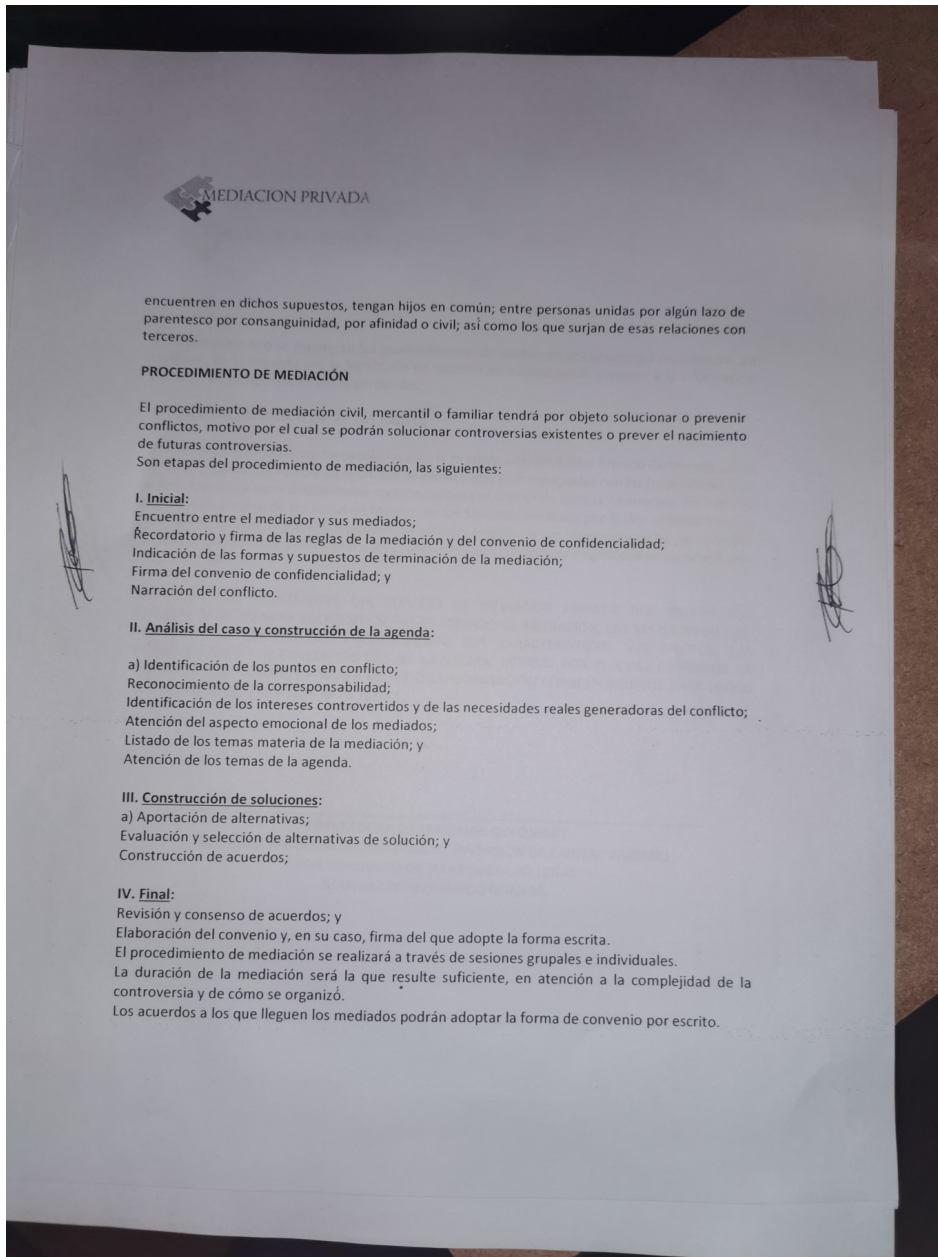 MEDIACION PRIVADA
encuentren en dichos supuestos, tengan hijos en común; entre personas unidas por algún lazo de
parentesco por consanguinidad, por afinidad o civil; así como los que surjan de esas relaciones con
terceros.
PROCEDIMIENTO DE MEDIACIÓN
El procedimiento de mediación civil, mercantil o familiar tendrá por objeto solucionar o prevenir
conflictos, motivo por el cual se podrán solucionar controversias existentes o prever el nacimiento
de futuras controversias.
Son etapas del procedimiento de mediación, las siguientes:
I. Inicial:
Encuentro entre el mediador y sus mediados;
Recordatorio y firma de las reglas de la mediación y del convenio de confidencialidad;
Indicación de las formas y supuestos de terminación de la mediación;
Firma del convenio de confidencialidad; y
Narración del conflicto.
II. Análisis del caso y construcción de la agenda:
a) Identificación de los puntos en conflicto;
Reconocimiento de la corresponsabilidad;
Identificación de los intereses controvertidos y de las necesidades reales generadoras del conflicto;
Atención del aspecto emocional de los mediados;
Listado de los temas materia de la mediación; y
Atención de los temas de la agenda.
III. Construcción de soluciones:
a) Aportación de alternativas;
Evaluación y selección de alternativas de solución; y
Construcción de acuerdos;
IV. Final:
Revisión y consenso de acuerdos; y
Elaboración del convenio y, en su caso, firma del que adopte la forma escrita.
El procedimiento de mediación se realizará a través de sesiones grupales e individuales.
La duración de la mediación será la que resulte suficiente, en atención a la complejidad de la
controversia y de cómo se organizó.
Los acuerdos a los que lleguen los mediados podrán adoptar la forma de convenio por escrito.